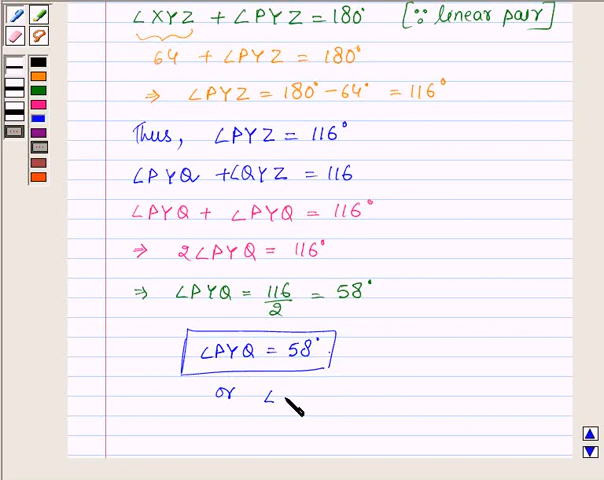 ∠XYZ + ∠PYZ = 180° [∵ linear pair]
64 + ∠PYZ = 180°
⇒ ∠PYZ = 180° - 64° = 116°
Thus, ∠PYZ = 116°
∠PYQ + ∠QYZ = 116
∠PYQ + ∠PYQ = 116°
⇒ 2∠PYQ = 116°
⇒ ∠PYQ = 116/2 = 58°
∠PYQ = 58°
or ∠